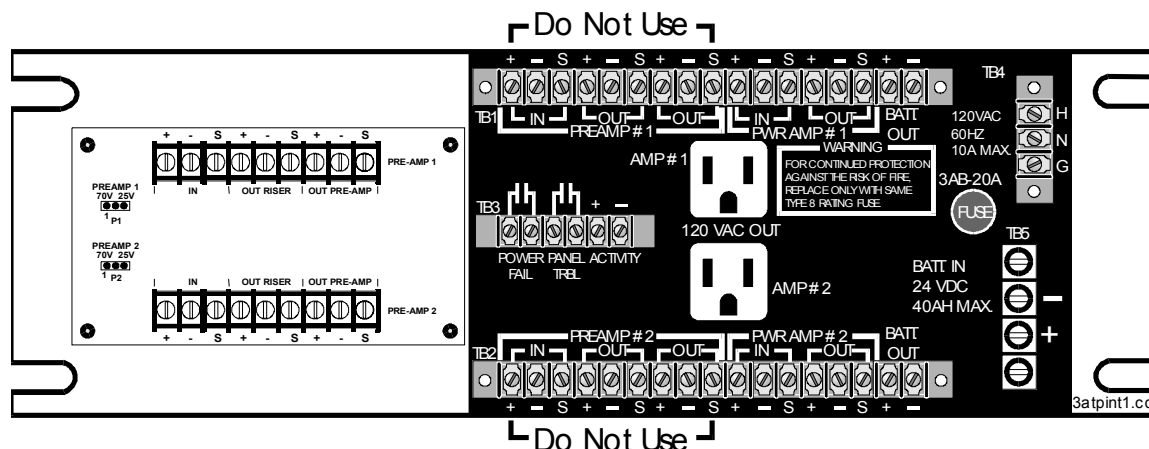 Do Not Use
+ − S + − S + − S + − S + − S + −
TB1
IN OUT OUT IN OUT BATT
PREAMP # 1 PWR AMP # 1 OUT
TB4
120VAC H
60HZ N
10A MAX. G
+ - S + - S + - S
PRE-AMP 1
IN OUT RISER OUT PRE-AMP
PREAMP 1
70V 25V
1 P1
PREAMP 2
70V 25V
1 P2
IN OUT RISER OUT PRE-AMP
PRE-AMP 2
+ - S + - S + - S
AMP # 1
WARNING
FOR CONTINUED PROTECTION
AGAINST THE RISK OF FIRE,
REPLACE ONLY WITH SAME
TYPE 8 RATING FUSE.
3AB-20A
FUSE
TB3
+ −
120 VAC OUT
POWER PANEL ACTIVITY
FAIL TRBL
AMP # 2
TB5
BATT IN
24 VDC −
40AH MAX. +
PREAMP # 2 PWR AMP # 2 BATT
TB2
IN OUT OUT IN OUT OUT
+ − S + − S + − S + − S + − S + −
Do Not Use
3atpint1.cd